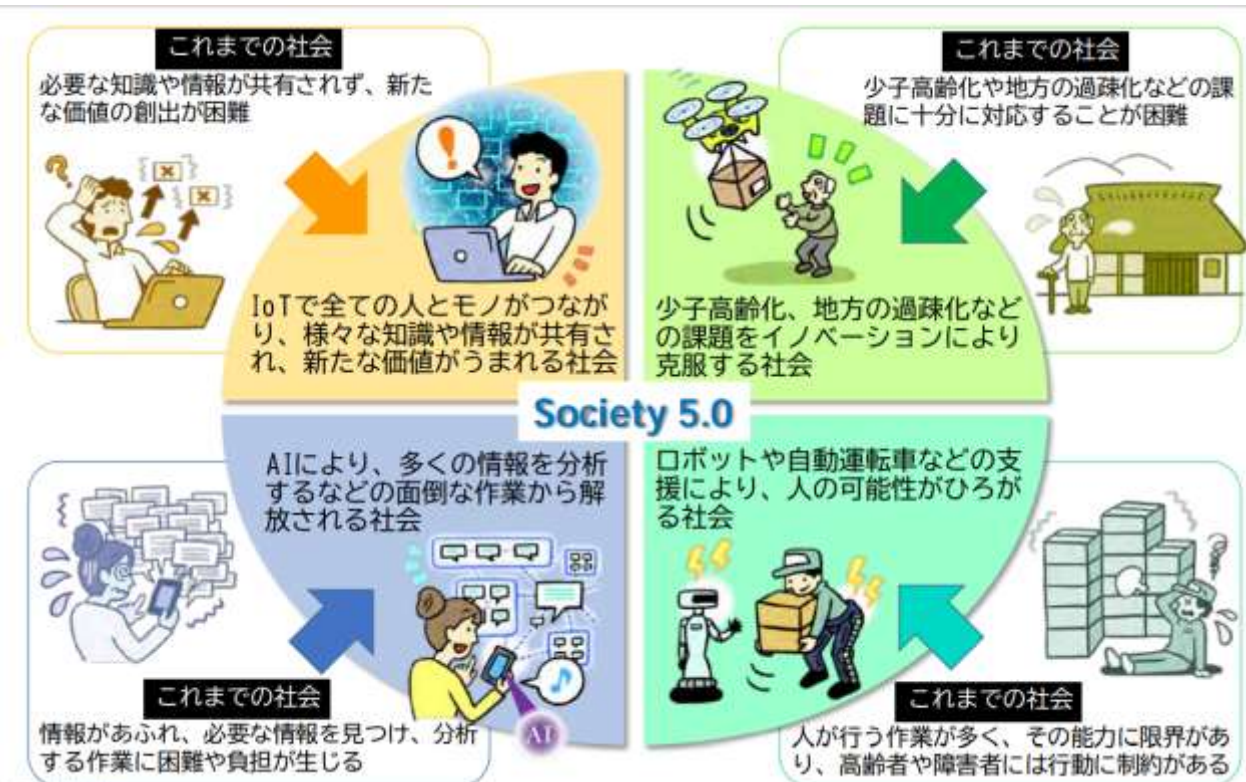 これまでの社会
必要な知識や情報が共有されず、新た
な価値の創出が困難
IoTで全ての人とモノがつなが
り、様々な知識や情報が共有さ
れ、新たな価値がうまれる社会
これまでの社会
少子高齢化や地方の過疎化などの課
題に十分に対応することが困難
少子高齢化、地方の過疎化など
の課題をイノベーションにより
克服する社会
Society 5.0
AIにより、多くの情報を分析
するなどの面倒な作業から解
放される社会
AI
これまでの社会
情報があふれ、必要な情報を見つけ、分析
する作業に困難や負担が生じる
ロボットや自動運転車などの支
援により、人の可能性がひろが
る社会
これまでの社会
人が行う作業が多く、その能力に限界があ
り、高齢者や障害者には行動に制約がある